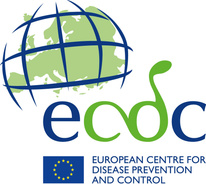 ecdc
EUROPEAN CENTRE FOR
DISEASE PREVENTION
AND CONTROL